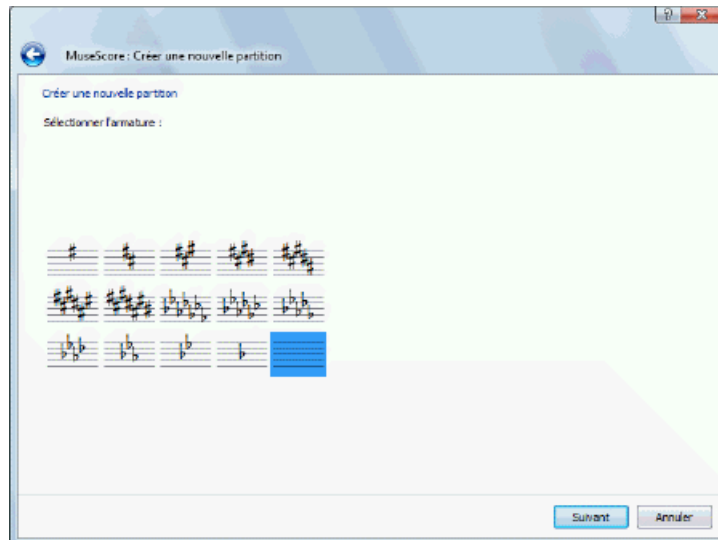 MuseScore : Créer une nouvelle partition
Créer une nouvelle partition
Sélectionner l'armature :
Suivant
Annuler